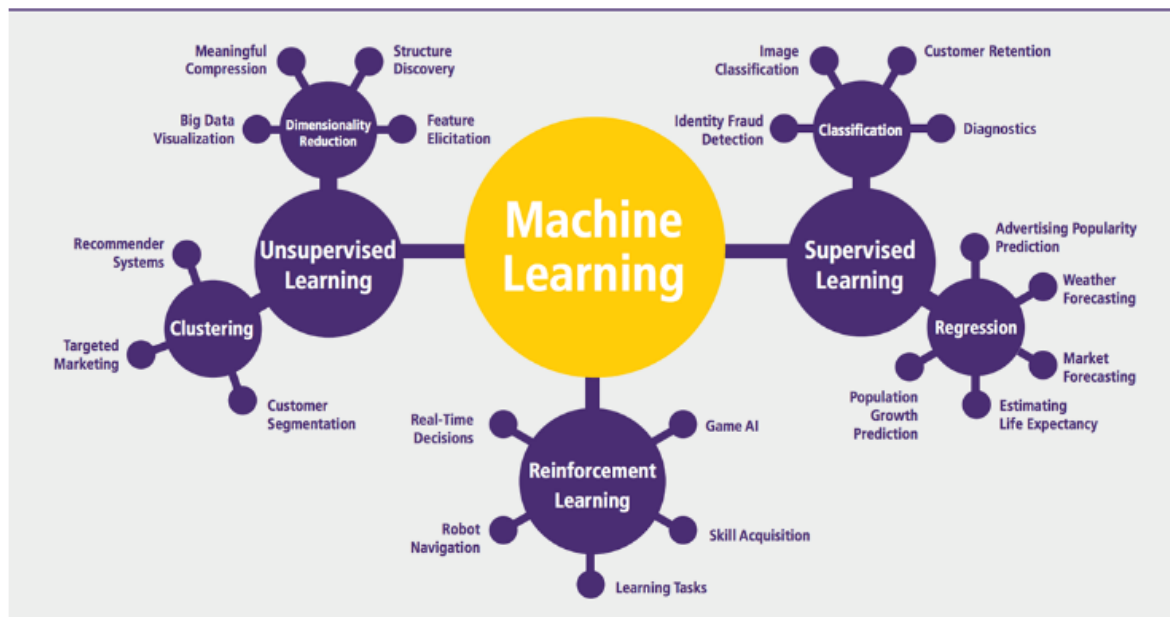 Meaningful
Compression
Structure
Discovery
Big Data
Visualization
Dimensionality
Reduction
Feature
Elicitation
Unsupervised
Learning
Recommender
Systems
Clustering
Targeted
Marketing
Customer
Segmentation
Machine
Learning
Image
Classification
Customer Retention
Identity Fraud
Detection
Classification
Diagnostics
Supervised
Learning
Advertising Popularity
Prediction
Weather
Forecasting
Regression
Market
Forecasting
Population
Growth
Prediction
Estimating
Life Expectancy
Real-Time
Decisions
Game AI
Reinforcement
Learning
Robot
Navigation
Skill Acquisition
Learning Tasks